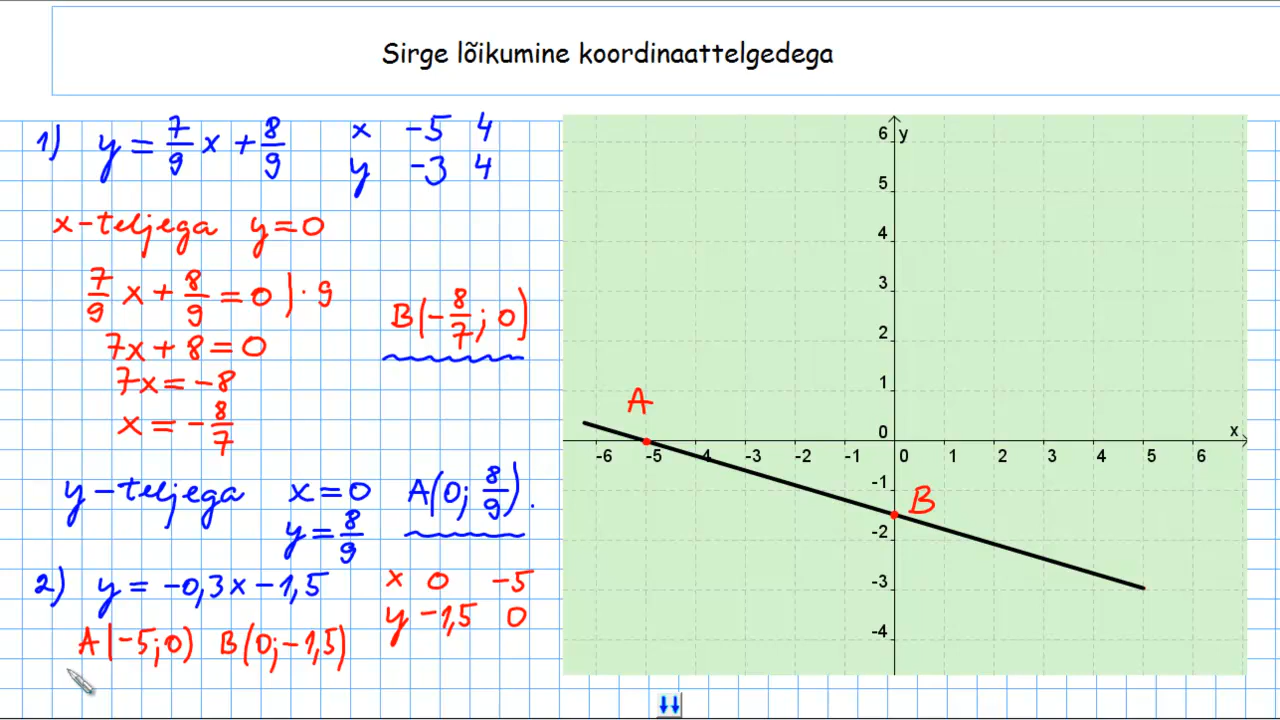 Sirge lõikumine koordinaattelgedega
1) y = 7/9 x + 8/9
x -5 4
y -3 4
x-teljega y = 0
7/9 x + 8/9 = 0 | · 9
7x + 8 = 0
7x = -8
x = - 8/7
B(- 8/7; 0)
y-teljega x = 0 A(0; 8/9).
y = 8/9
2) y = -0,3x - 1,5
x 0 -5
y -1,5 0
A(-5; 0) B(0; -1,5)
y
6
5
4
3
2
1
0
-1
-2
-3
-4
x
-6 -5 -4 -3 -2 -1 0 1 2 3 4 5 6
A
B